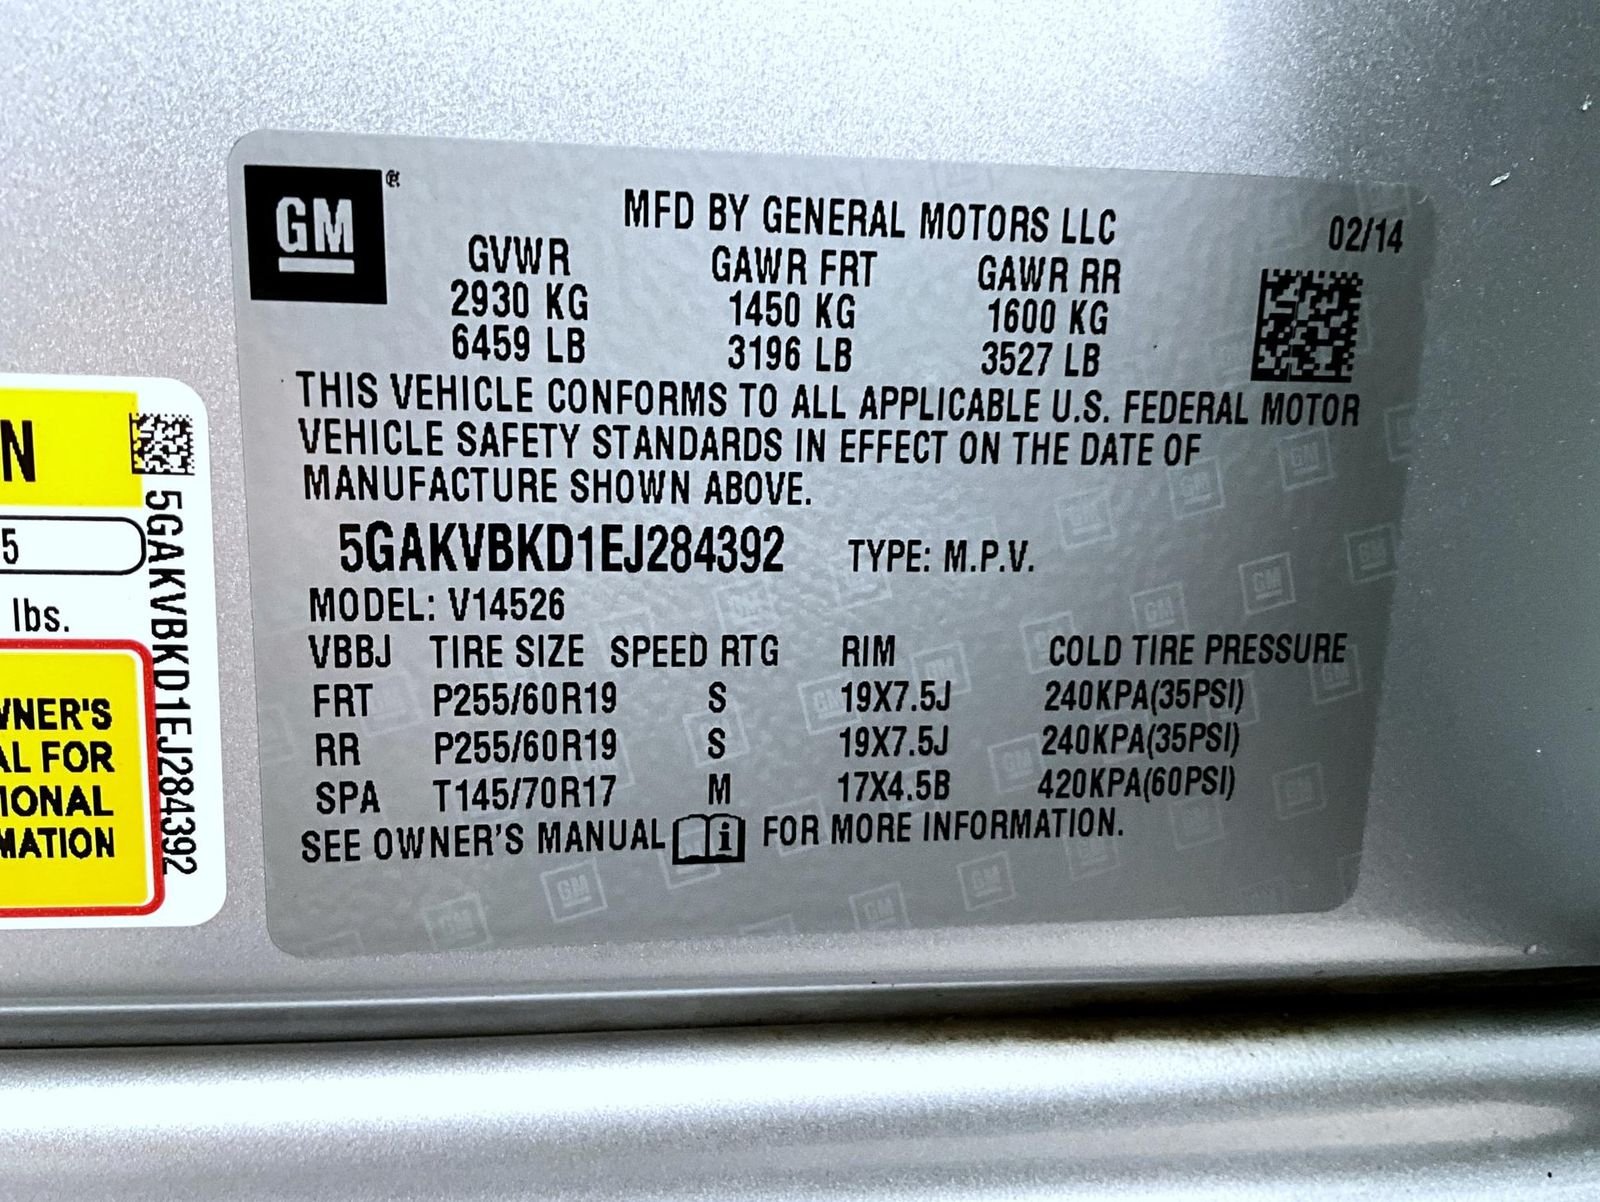 GM®
MFD BY GENERAL MOTORS LLC 02/14
GVWR GAWR FRT GAWR RR
2930 KG 1450 KG 1600 KG
6459 LB 3196 LB 3527 LB
THIS VEHICLE CONFORMS TO ALL APPLICABLE U.S. FEDERAL MOTOR
VEHICLE SAFETY STANDARDS IN EFFECT ON THE DATE OF
MANUFACTURE SHOWN ABOVE.
5GAKVBKD1EJ284392 TYPE: M.P.V.
MODEL: V14526
VBBJ TIRE SIZE SPEED RTG RIM COLD TIRE PRESSURE
FRT P255/60R19 S 19X7.5J 240KPA(35PSI)
RR P255/60R19 S 19X7.5J 240KPA(35PSI)
SPA T145/70R17 M 17X4.5B 420KPA(60PSI)
SEE OWNER'S MANUAL i FOR MORE INFORMATION.
N
5
lbs.
WNER'S
AL FOR
IONAL
MATION
5GAKVBKD1EJ284392